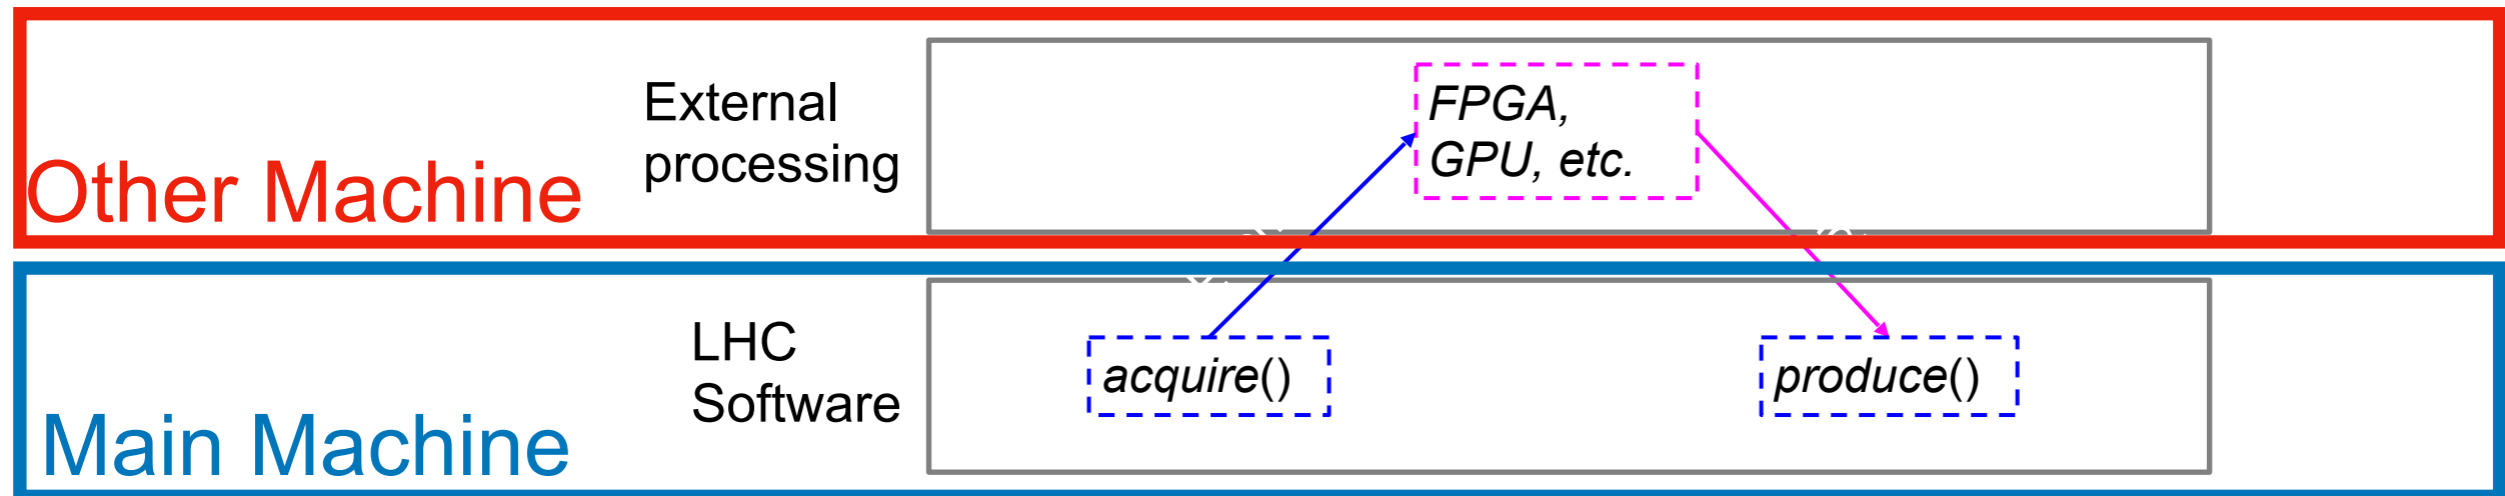 External
processing
Other Machine
FPGA,
GPU, etc.
LHC
Software
Main Machine
acquire()
produce()